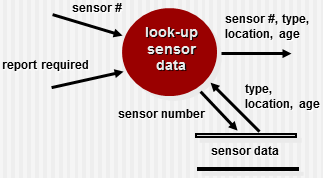 sensor #
look-up
sensor
data
sensor #, type,
location, age
report required
type,
location, age
sensor number
sensor data